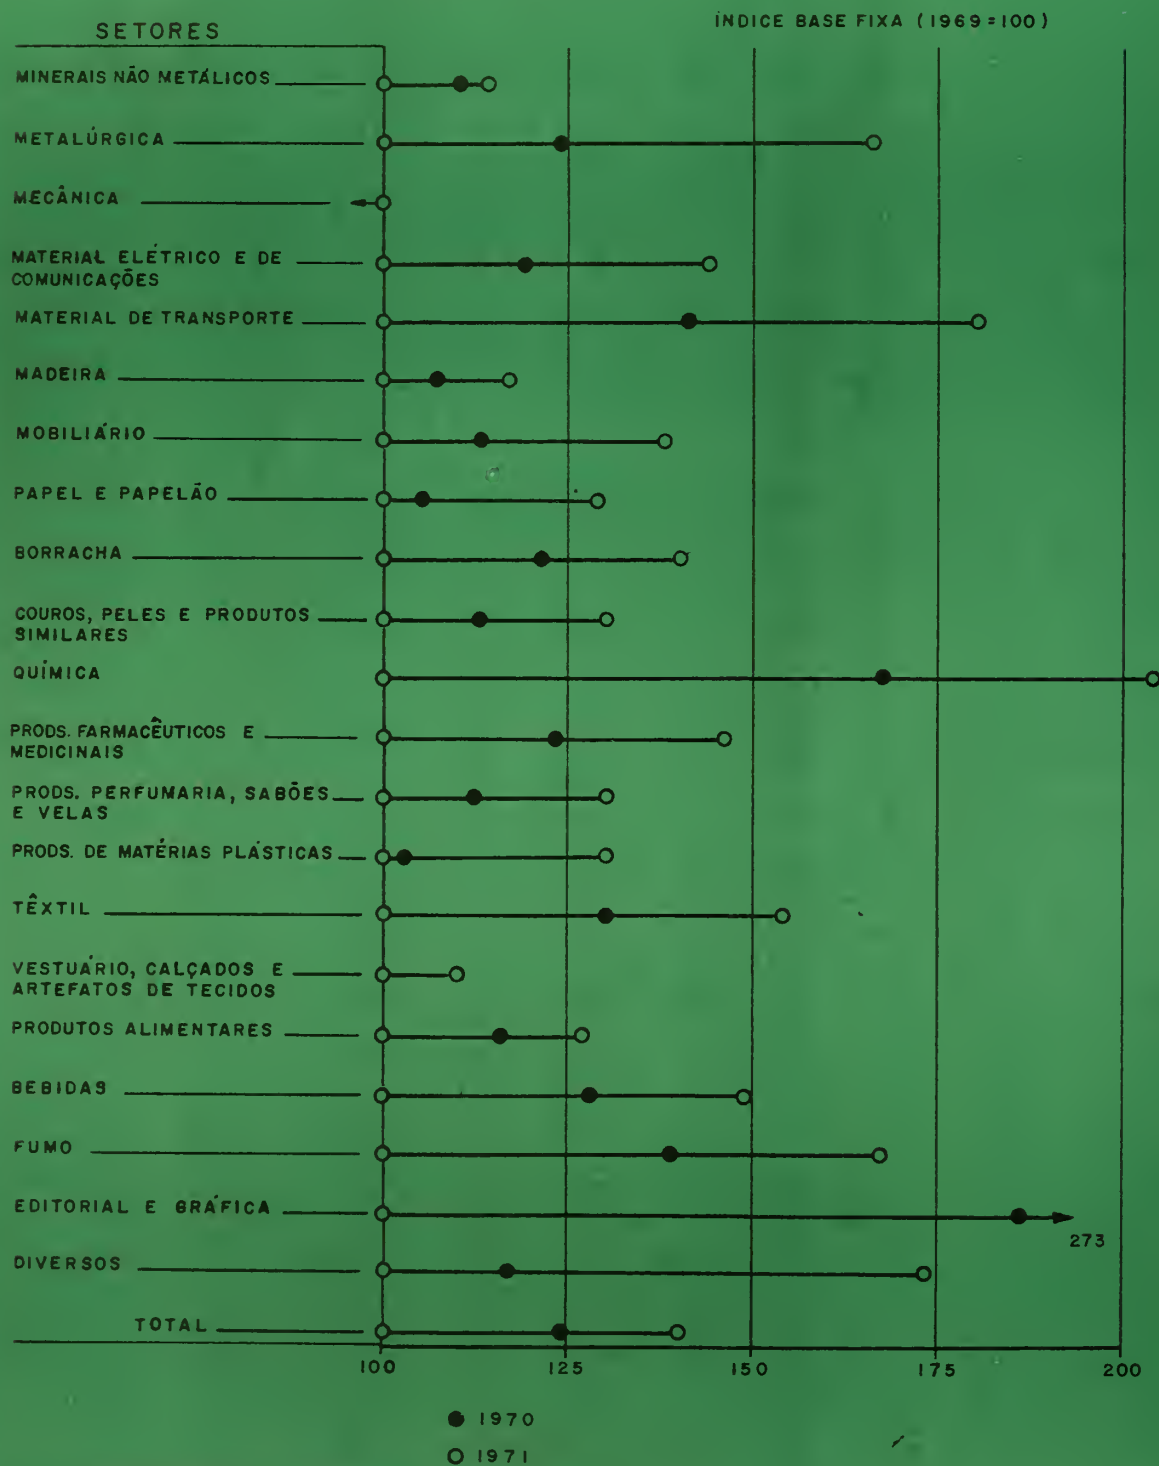 ÍNDICE BASE FIXA (1969=100)
SETORES
MINERAIS NÃO METÁLICOS
METALÚRGICA
MECÂNICA
MATERIAL ELÉTRICO E DE
COMUNICAÇÕES
MATERIAL DE TRANSPORTE
MADEIRA
MOBILIÁRIO
PAPEL E PAPELÃO
BORRACHA
COUROS, PELES E PRODUTOS
SIMILARES
QUÍMICA
PRODS. FARMACÊUTICOS E
MEDICINAIS
PRODS. PERFUMARIA, SABÕES
E VELAS
PRODS. DE MATÉRIAS PLÁSTICAS
TÊXTIL
VESTUÁRIO, CALÇADOS E
ARTEFATOS DE TECIDOS
PRODUTOS ALIMENTARES
BEBIDAS
FUMO
EDITORIAL E GRÁFICA
273
DIVERSOS
TOTAL
100 125 150 175 200
1970
1971